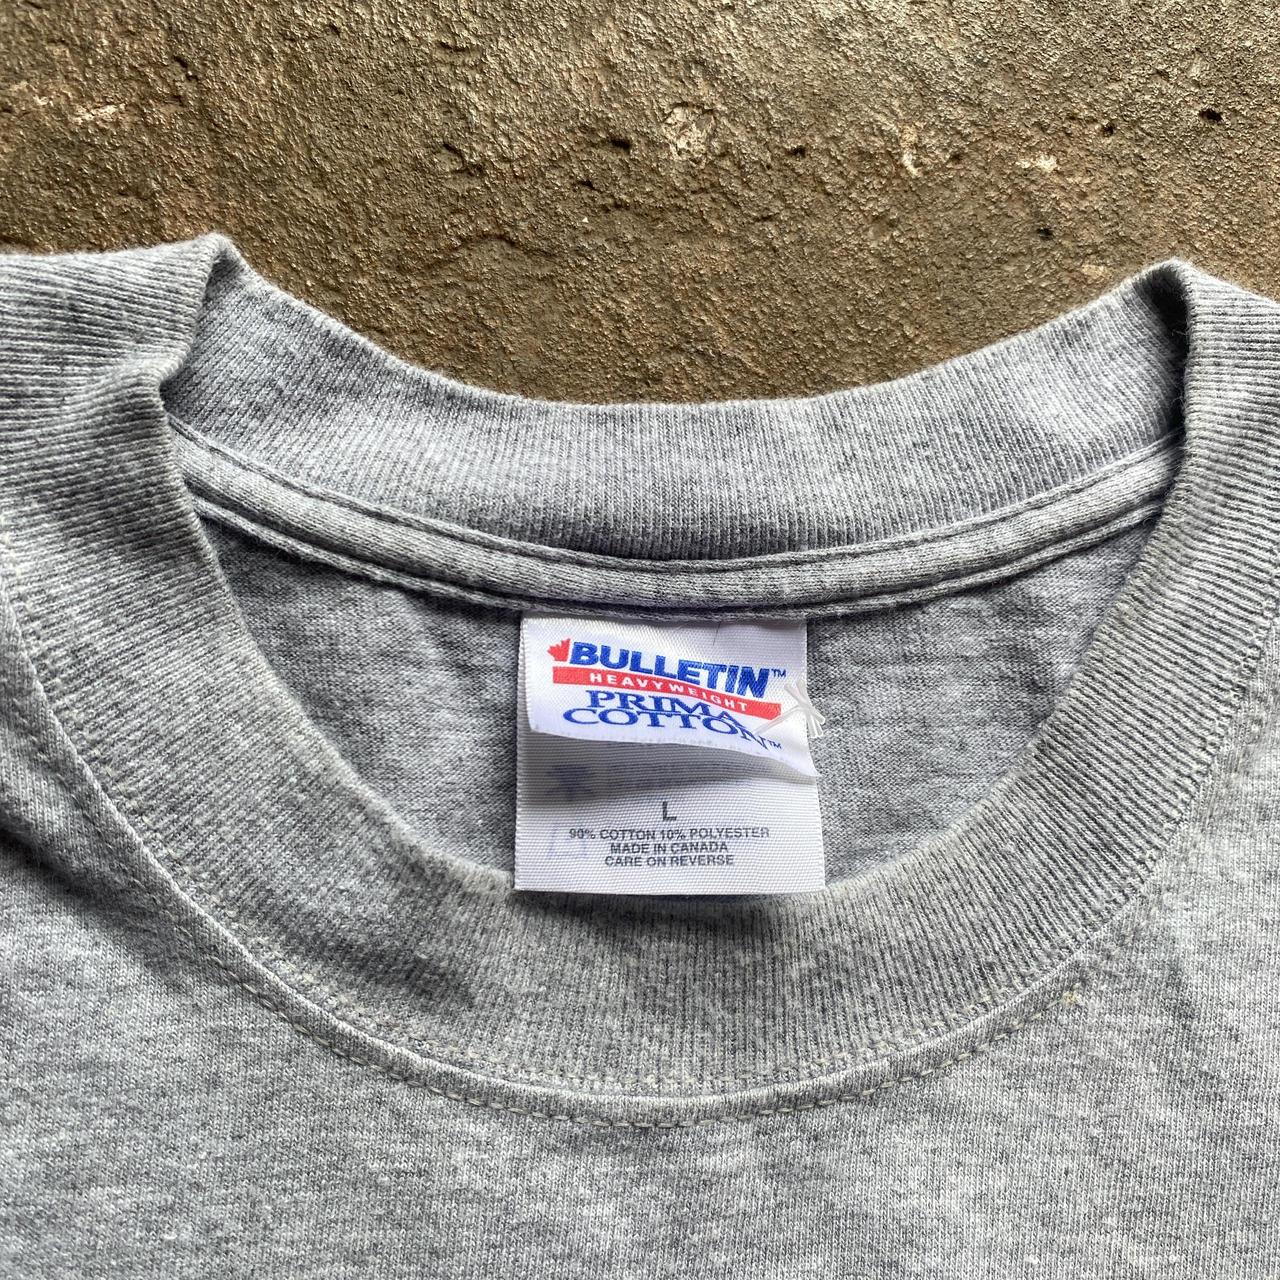 BULLETIN™
HEAVYWEIGHT
PRIMA
COTTON™
L
90% COTTON 10% POLYESTER
MADE IN CANADA
CARE ON REVERSE